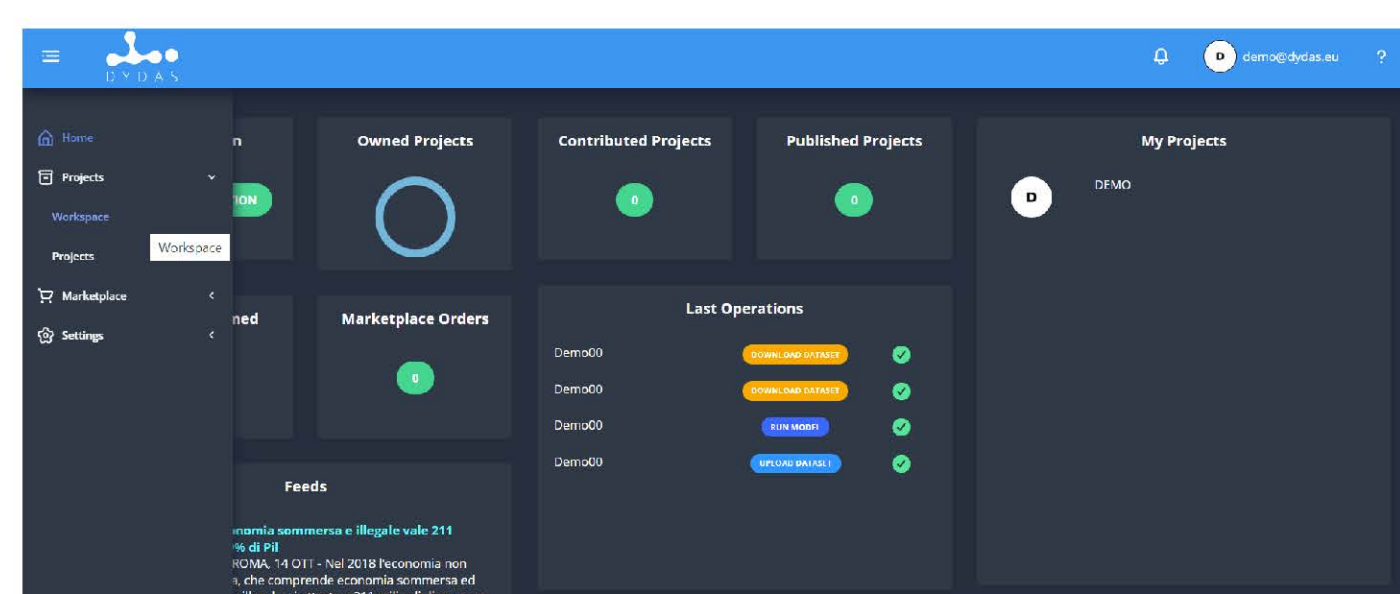 DYDAS
D
demo@dydas.eu
?
Home
Projects
Workspace
Projects
Workspace
Marketplace
Settings
n
ION
Owned Projects
Contributed Projects
0
Published Projects
0
My Projects
D
DEMO
ned
Marketplace Orders
0
Last Operations
Demo00 DOWNLOAD DATASET
Demo00 DOWNLOAD DATASET
Demo00 RUN MODEL
Demo00 UPLOAD DATASET
Feeds
nomia sommersa e illegale vale 211
% di Pil
ROMA, 14 OTT - Nel 2018 l'economia non
a, che comprende economia sommersa ed